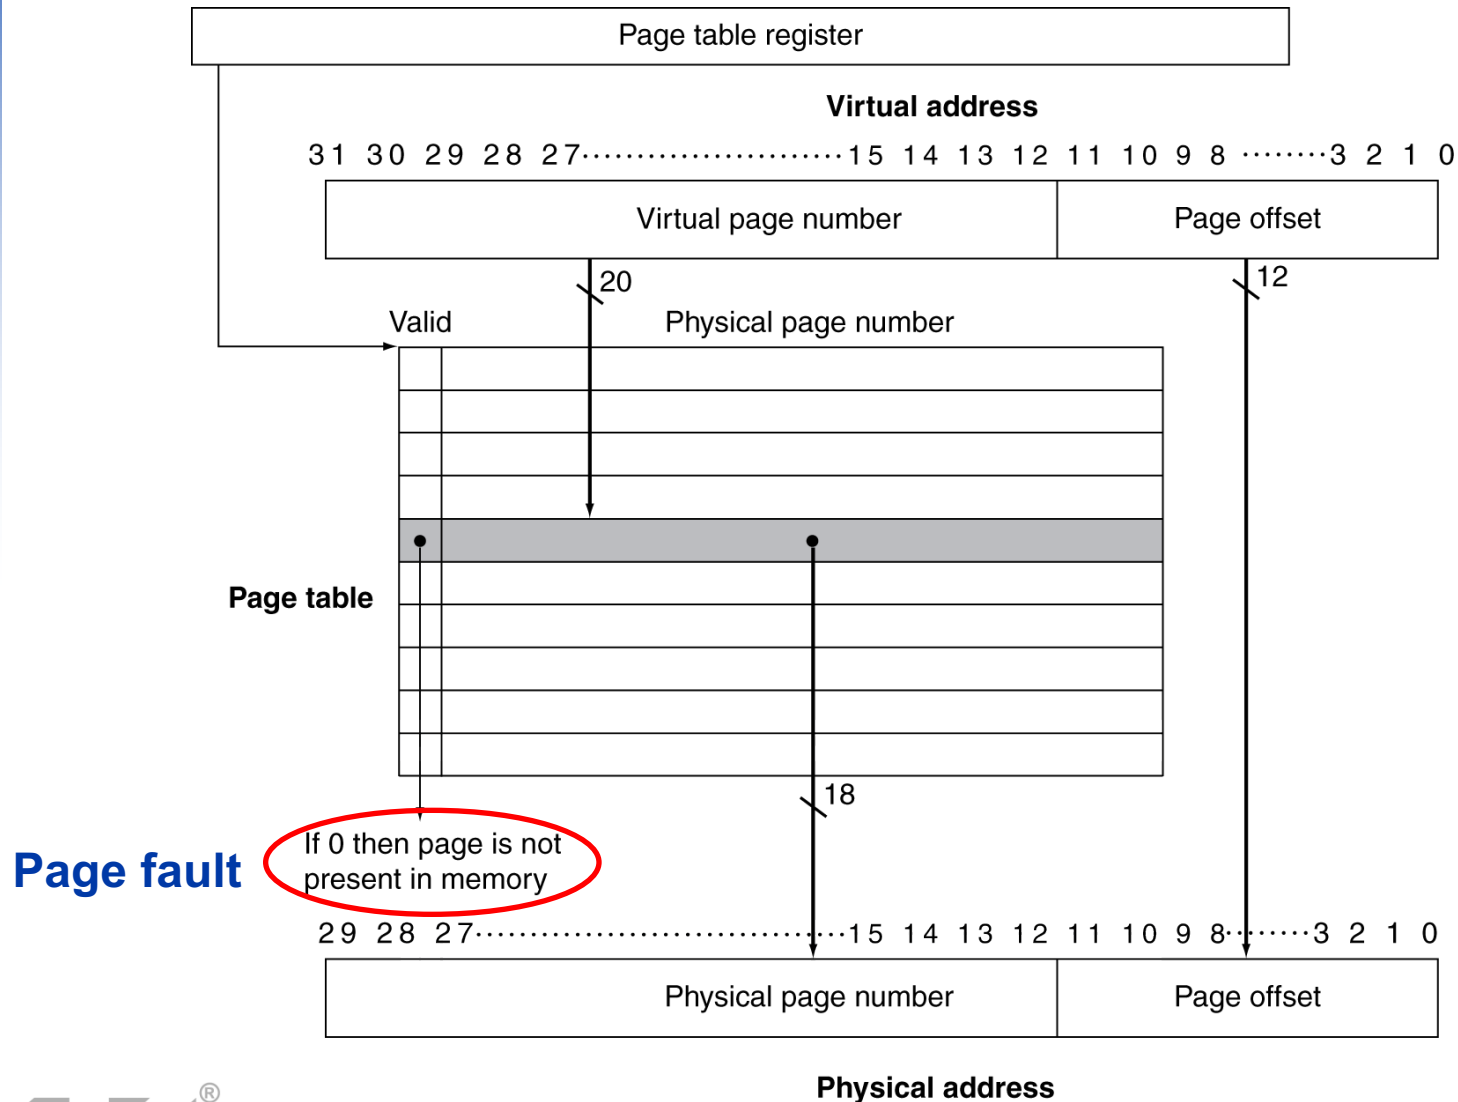 Page table register
Virtual address
31 30 29 28 27························15 14 13 12 11 10 9 8 ········3 2 1 0
Virtual page number Page offset
20 12
Valid Physical page number
Page table
18
If 0 then page is not
present in memory
Page fault
29 28 27··································15 14 13 12 11 10 9 8········3 2 1 0
Physical page number Page offset
Physical address
®